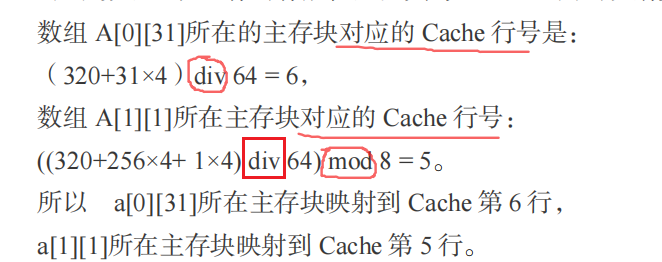 数组 A[0][31]所在的主存块对应的 Cache 行号是：
（320+31×4）div 64 = 6，
数组 A[1][1]所在主存块对应的 Cache 行号：
((320+256×4+ 1×4) div 64) mod 8 = 5。
所以 a[0][31]所在主存块映射到 Cache 第 6 行，
a[1][1]所在主存块映射到 Cache 第 5 行。